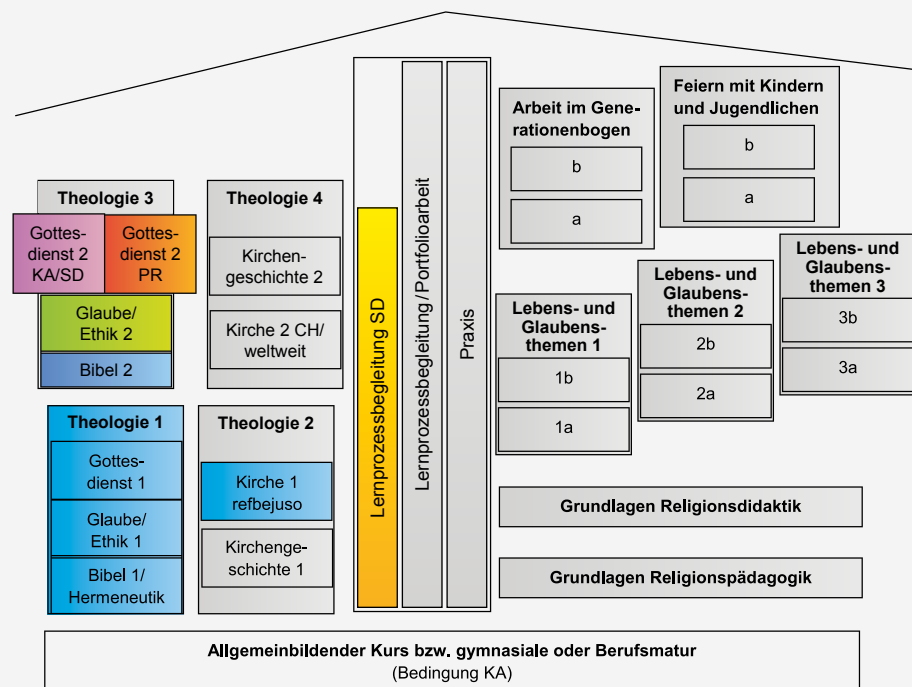 Theologie 3
Gottes-
dienst 2
KA/SD
Gottes-
dienst 2
PR
Glaube/
Ethik 2
Bibel 2
Theologie 4
Kirchen-
geschichte 2
Kirche 2 CH/
weltweit
Theologie 1
Gottes-
dienst 1
Glaube/
Ethik 1
Bibel 1/
Hermeneutik
Theologie 2
Kirche 1
refbejuso
Kirchenge-
schichte 1
Lernprozessbegleitung SD
Lernprozessbegleitung/Portfolioarbeit
Praxis
Arbeit im Gene-
rationenbogen
b
a
Feiern mit Kindern
und Jugendlichen
b
a
Lebens- und
Glaubens-
themen 1
1b
1a
Lebens- und
Glaubens-
themen 2
2b
2a
Lebens- und
Glaubens-
themen 3
3b
3a
Grundlagen Religionsdidaktik
Grundlagen Religionspädagogik
Allgemeinbildender Kurs bzw. gymnasiale oder Berufsmatur
(Bedingung KA)